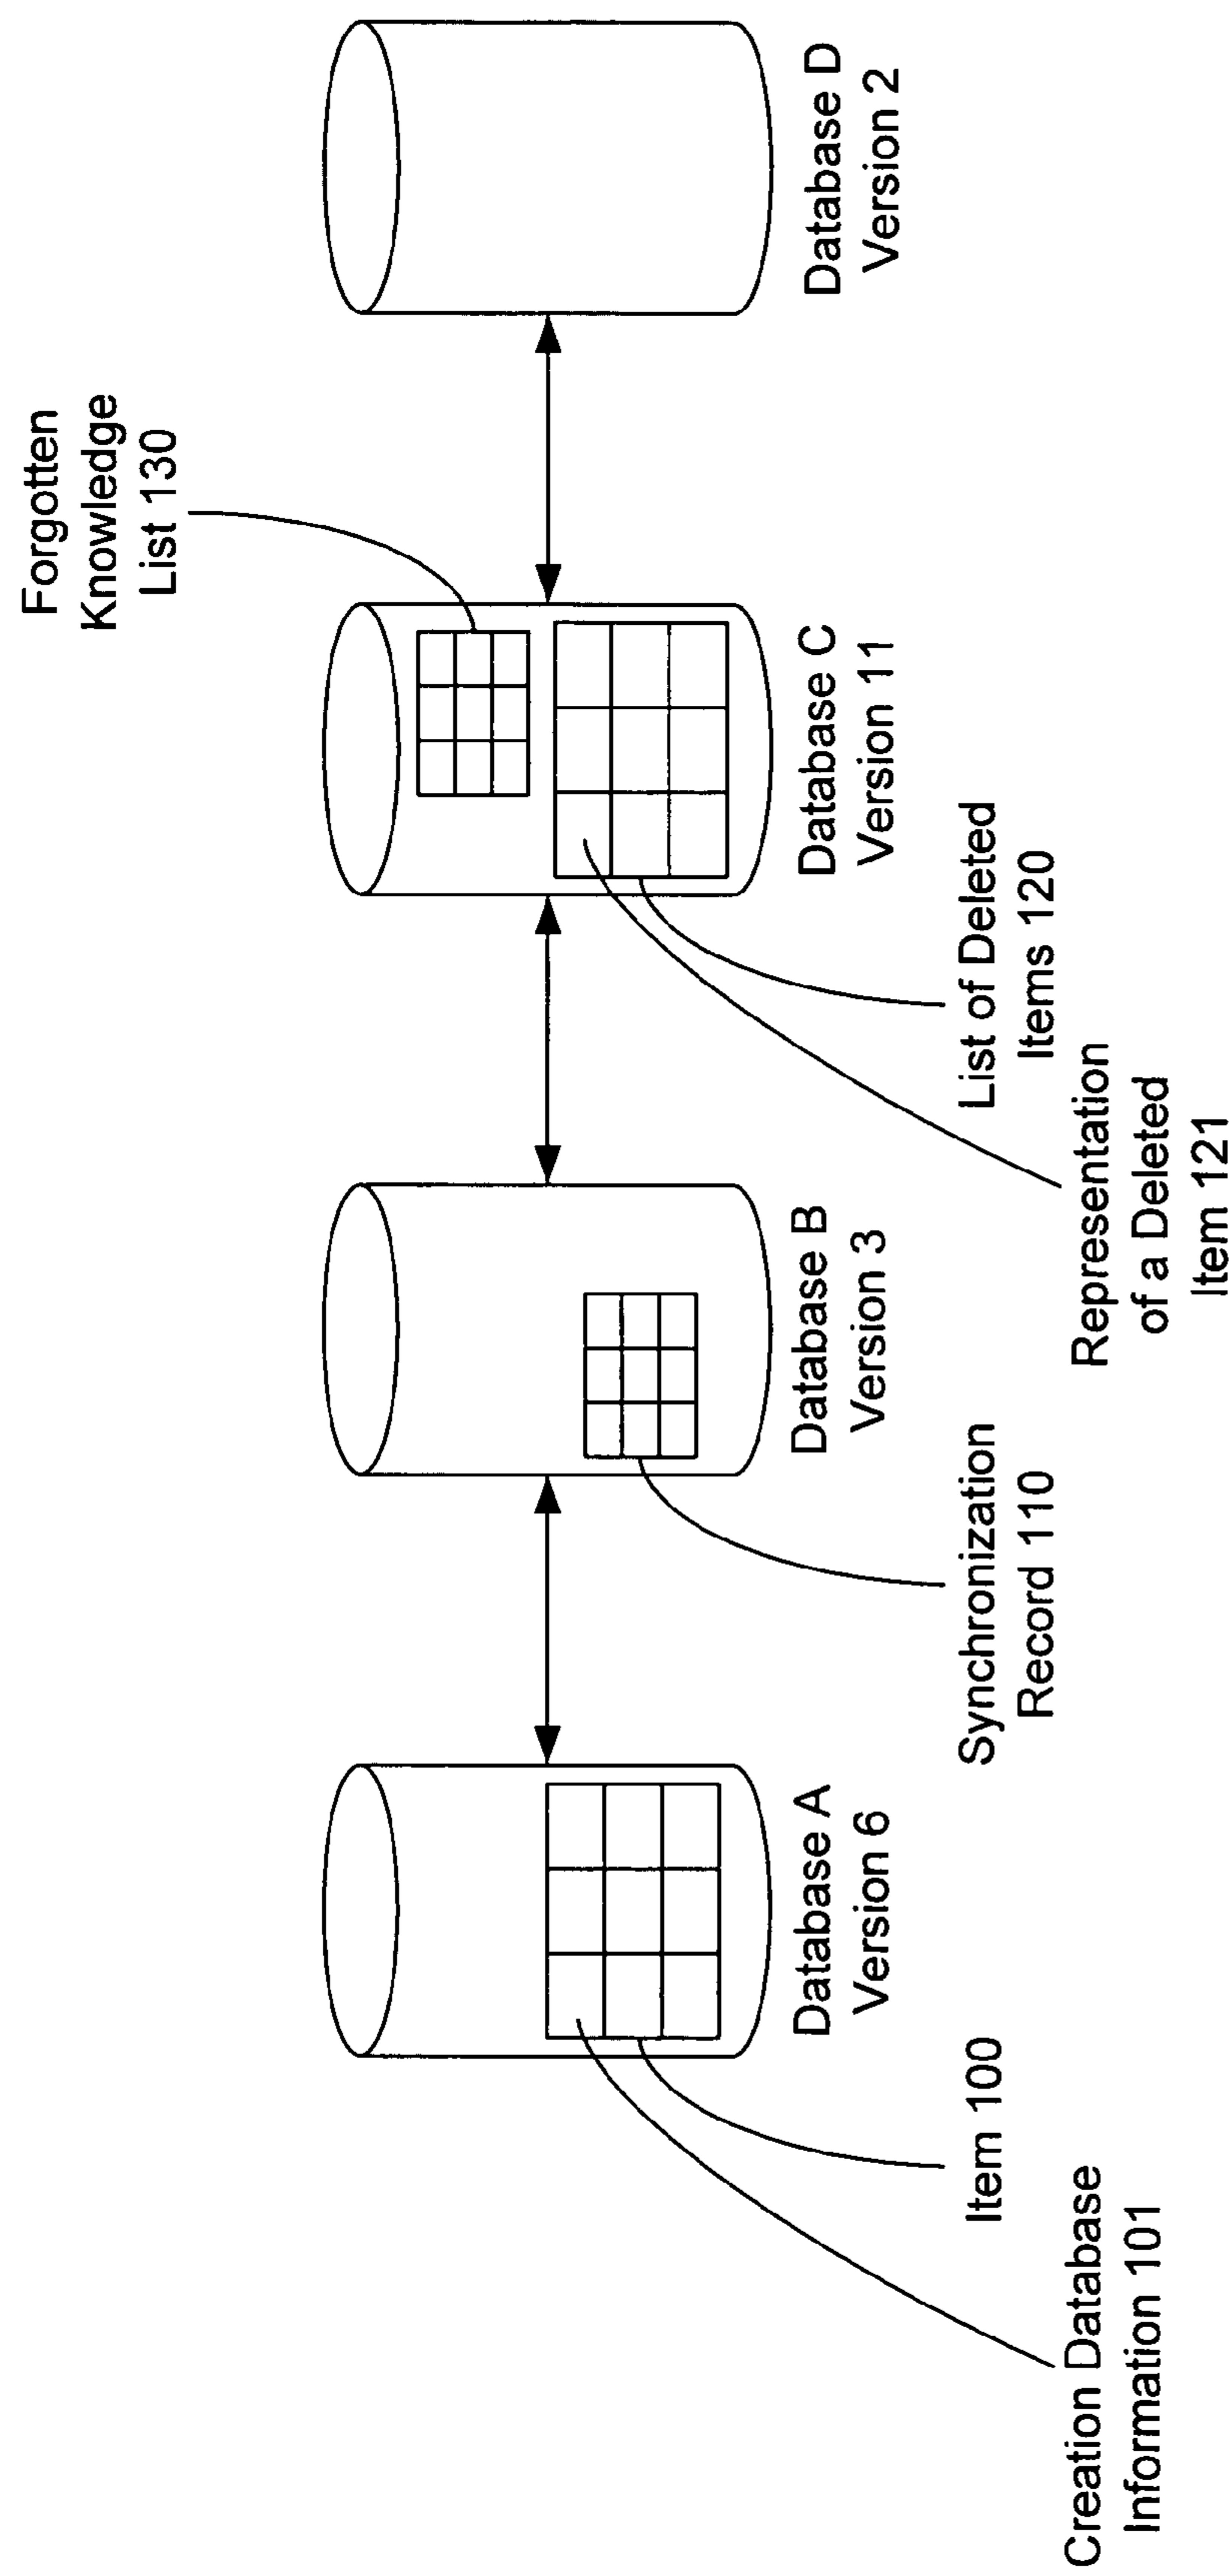 Forgotten
Knowledge
List 130
Database A
Version 6
Database B
Version 3
Database C
Version 11
Database D
Version 2
Item 100
Creation Database
Information 101
Synchronization
Record 110
List of Deleted
Items 120
Representation
of a Deleted
Item 121